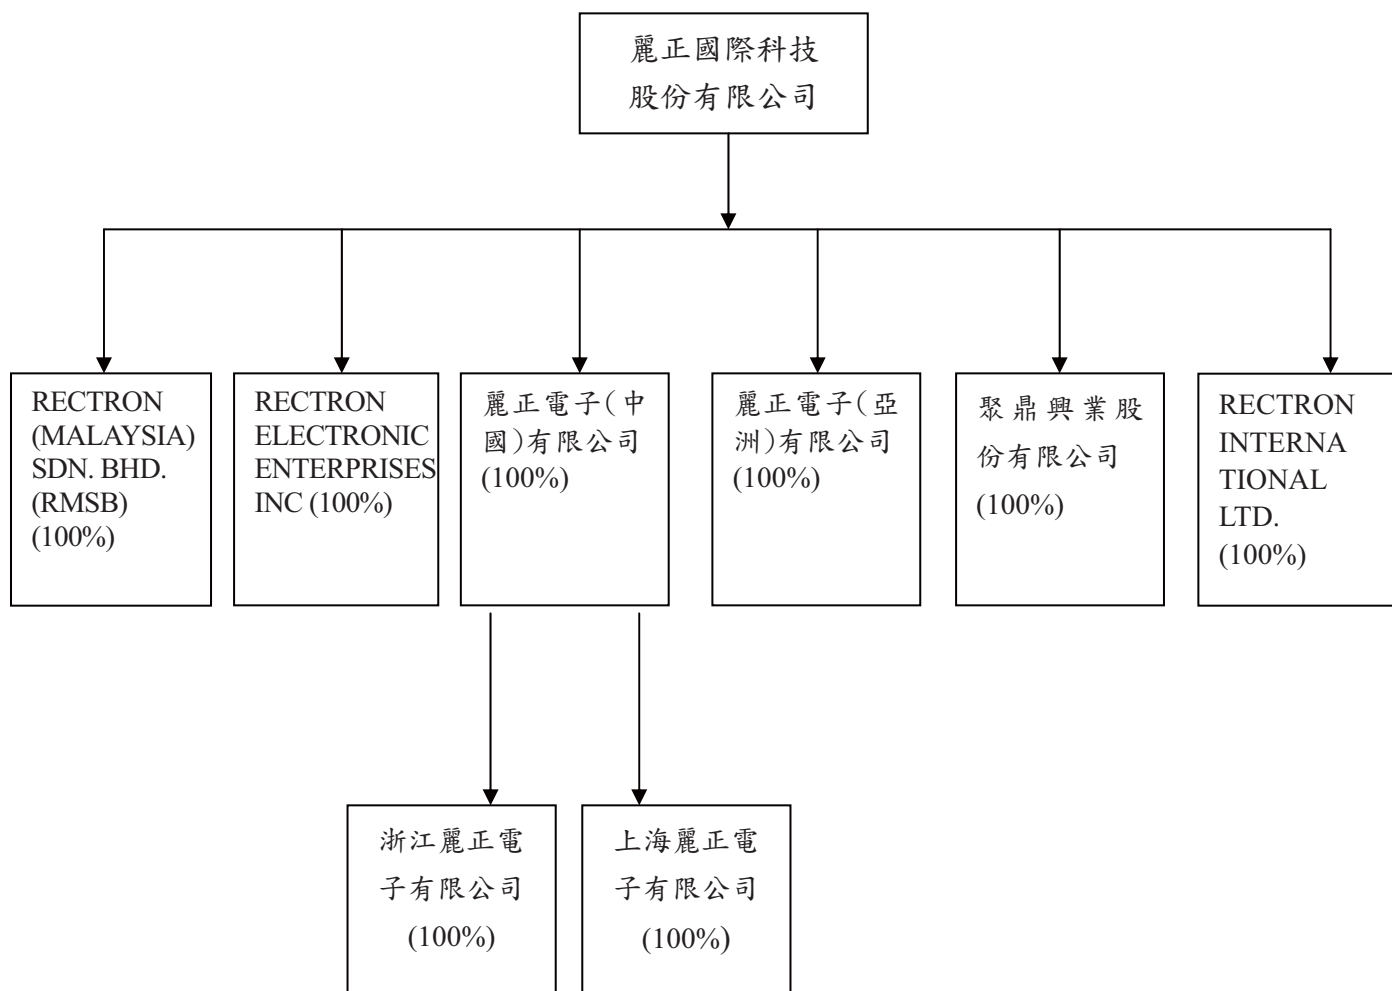 麗正國際科技
股份有限公司
RECTRON
(MALAYSIA)
SDN. BHD.
(RMSB)
(100%)
RECTRON
ELECTRONIC
ENTERPRISES
INC (100%)
麗正電子(中
國)有限公司
(100%)
麗正電子(亞
洲)有限公司
(100%)
聚鼎興業股
份有限公司
(100%)
RECTRON
INTERNA
TIONAL
LTD.
(100%)
浙江麗正電
子有限公司
(100%)
上海麗正電
子有限公司
(100%)